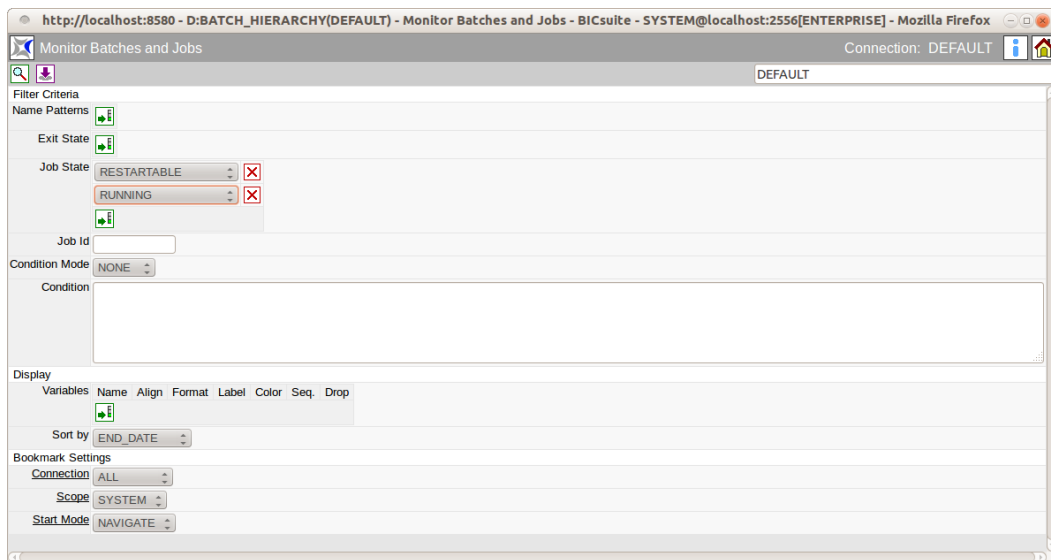 http://localhost:8580 - D:BATCH_HIERARCHY(DEFAULT) - Monitor Batches and Jobs - BICsuite - SYSTEM@localhost:2556[ENTERPRISE] - Mozilla Firefox
Monitor Batches and Jobs Connection: DEFAULT
DEFAULT
Filter Criteria
Name Patterns
Exit State
Job State RESTARTABLE
RUNNING
Job Id
Condition Mode NONE
Condition
Display
Variables Name Align Format Label Color Seq. Drop
Sort by END_DATE
Bookmark Settings
Connection ALL
Scope SYSTEM
Start Mode NAVIGATE